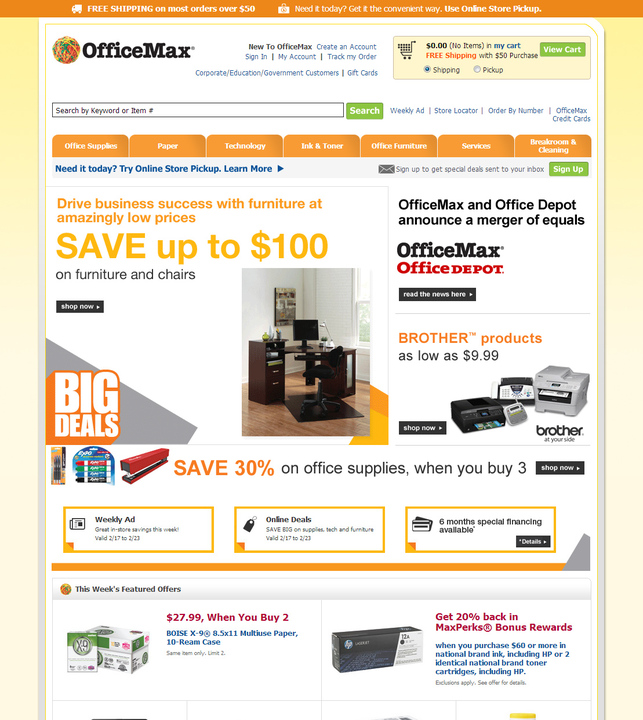 FREE SHIPPING on most orders over $50
Need it today? Get it the convenient way. Use Online Store Pickup.
OfficeMax®
New To OfficeMax Create an Account
Sign In | My Account | Track my Order
Corporate/Education/Government Customers | Gift Cards
$0.00 (No Items) in my cart
View Cart
FREE Shipping with $50 Purchase
Shipping Pickup
Search by Keyword or Item #
Search
Weekly Ad | Store Locator | Order By Number | OfficeMax
Credit Cards
Office Supplies
Paper
Technology
Ink & Toner
Office Furniture
Services
Breakroom &
Cleaning
Need it today? Try Online Store Pickup. Learn More
Sign up to get special deals sent to your inbox
Sign Up
Drive business success with furniture at
amazingly low prices
SAVE up to $100
on furniture and chairs
shop now
BIG
DEALS
OfficeMax and Office Depot
announce a merger of equals
OfficeMax®
Office DEPOT.
read the news here
BROTHER™ products
as low as $9.99
shop now
brother®
at your side
EXPO
SAVE 30% on office supplies, when you buy 3
shop now
Weekly Ad
Great in-store savings this week!
Valid 2/17 to 2/23
Online Deals
SAVE BIG on supplies, tech and furniture
Valid 2/17 to 2/23
6 months special financing
available*
*Details
This Week's Featured Offers
$27.99, When You Buy 2
BOISE X-9® 8.5x11 Multiuse Paper,
10-Ream Case
Same item only. Limit 2.
X9
Get 20% back in
MaxPerks® Bonus Rewards
when you purchase $60 or more in
national brand ink, including HP or 2
identical national brand toner
cartridges, including HP.
Exclusions apply. See offer for details.
hp
12A